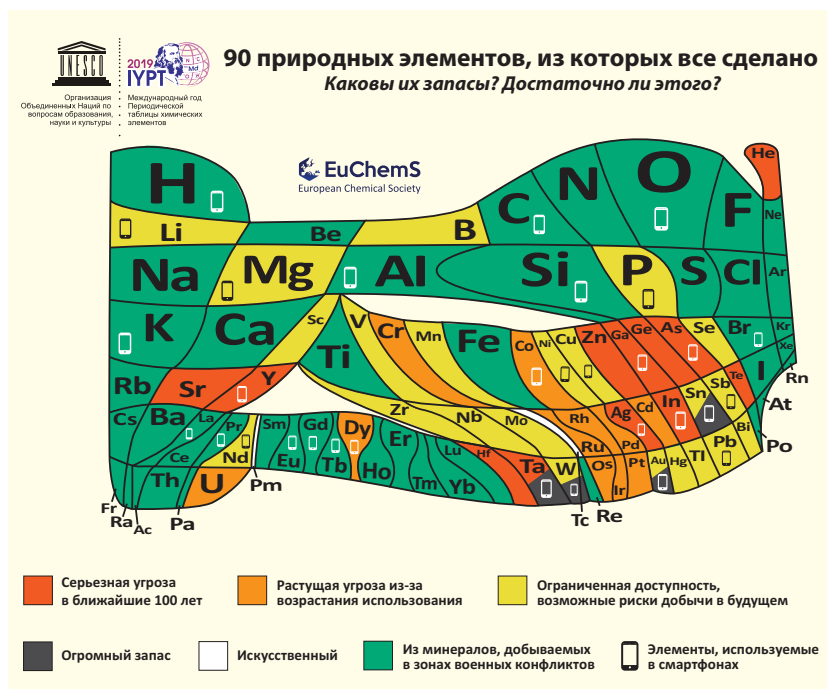 90 природных элементов, из которых все сделано
Каковы их запасы? Достаточно ли этого?
UNESCO
2019
IYPT
N C
Md
O H
Организация
Объединенных Наций по
вопросам образования,
науки и культуры
Международный год
Периодической
таблицы химических
элементов
EuChemS
European Chemical Society
H He
Li Be B C N O F Ne
Na Mg Al Si P S Cl Ar
K Ca Sc Ti V Cr Mn Fe Co Ni Cu Zn Ga Ge As Se Br Kr
Rb Sr Y Zr Nb Mo Tc Ru Rh Pd Ag Cd In Sn Sb Te I Xe
Cs Ba La Ce Pr Nd Pm Sm Eu Gd Tb Dy Ho Er Tm Yb Lu Hf Ta W Re Os Ir Pt Au Hg Tl Pb Bi Po At Rn
Fr Ra Ac Th Pa U
Серьезная угроза
в ближайшие 100 лет
Растущая угроза из-за
возрастания использования
Ограниченная доступность,
возможные риски добычи в будущем
Огромный запас
Искусственный
Из минералов, добываемых
в зонах военных конфликтов
Элементы, используемые
в смартфонах